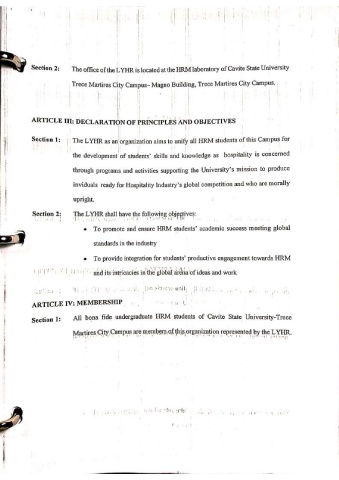 Section 2: The office of the LYHR is located at the HRM laboratory of Cavite State University
Trece Martires City Campus- Magno Building, Trece Martires City Campus.
ARTICLE III: DECLARATION OF PRINCIPLES AND OBJECTIVES
Section 1: The LYHR as an organization aims to unify all HRM students of this Campus for
the development of students' skills and knowledge as hospitality is concerned
through programs and activities supporting the University's mission to produce
inviduals ready for Hospitality Industry's global competition and who are morally
upright.
Section 2: The LYHR shall have the following objectives:
• To promote and ensure HRM students' academic success meeting global
standards in the industry
• To provide integration for students' productive engagement towards HRM
and its intricacies in the global arena of ideas and work
ARTICLE IV: MEMBERSHIP
Section 1: All bona fide undergraduate HRM students of Cavite State University-Trece
Martires City Campus are members of this organization represented by the LYHR.